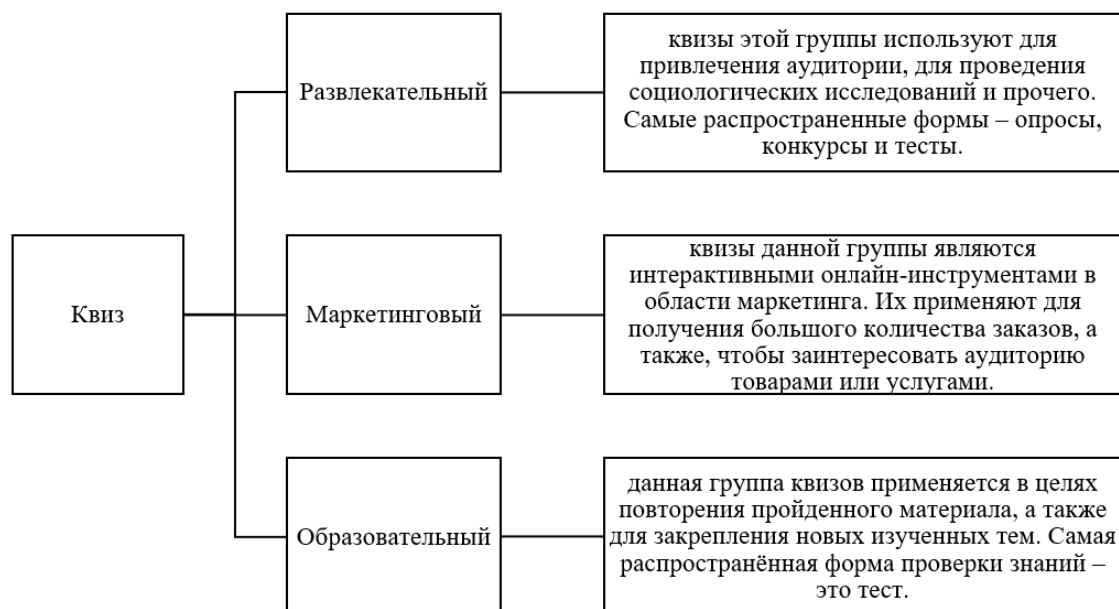 Квиз
Развлекательный
квизы этой группы используют для
привлечения аудитории, для проведения
социологических исследований и прочего.
Самые распространенные формы – опросы,
конкурсы и тесты.
Маркетинговый
квизы данной группы являются
интерактивными онлайн-инструментами в
области маркетинга. Их применяют для
получения большого количества заказов, а
также, чтобы заинтересовать аудиторию
товарами или услугами.
Образовательный
данная группа квизов применяется в целях
повторения пройденного материала, а также
для закрепления новых изученных тем. Самая
распространённая форма проверки знаний –
это тест.